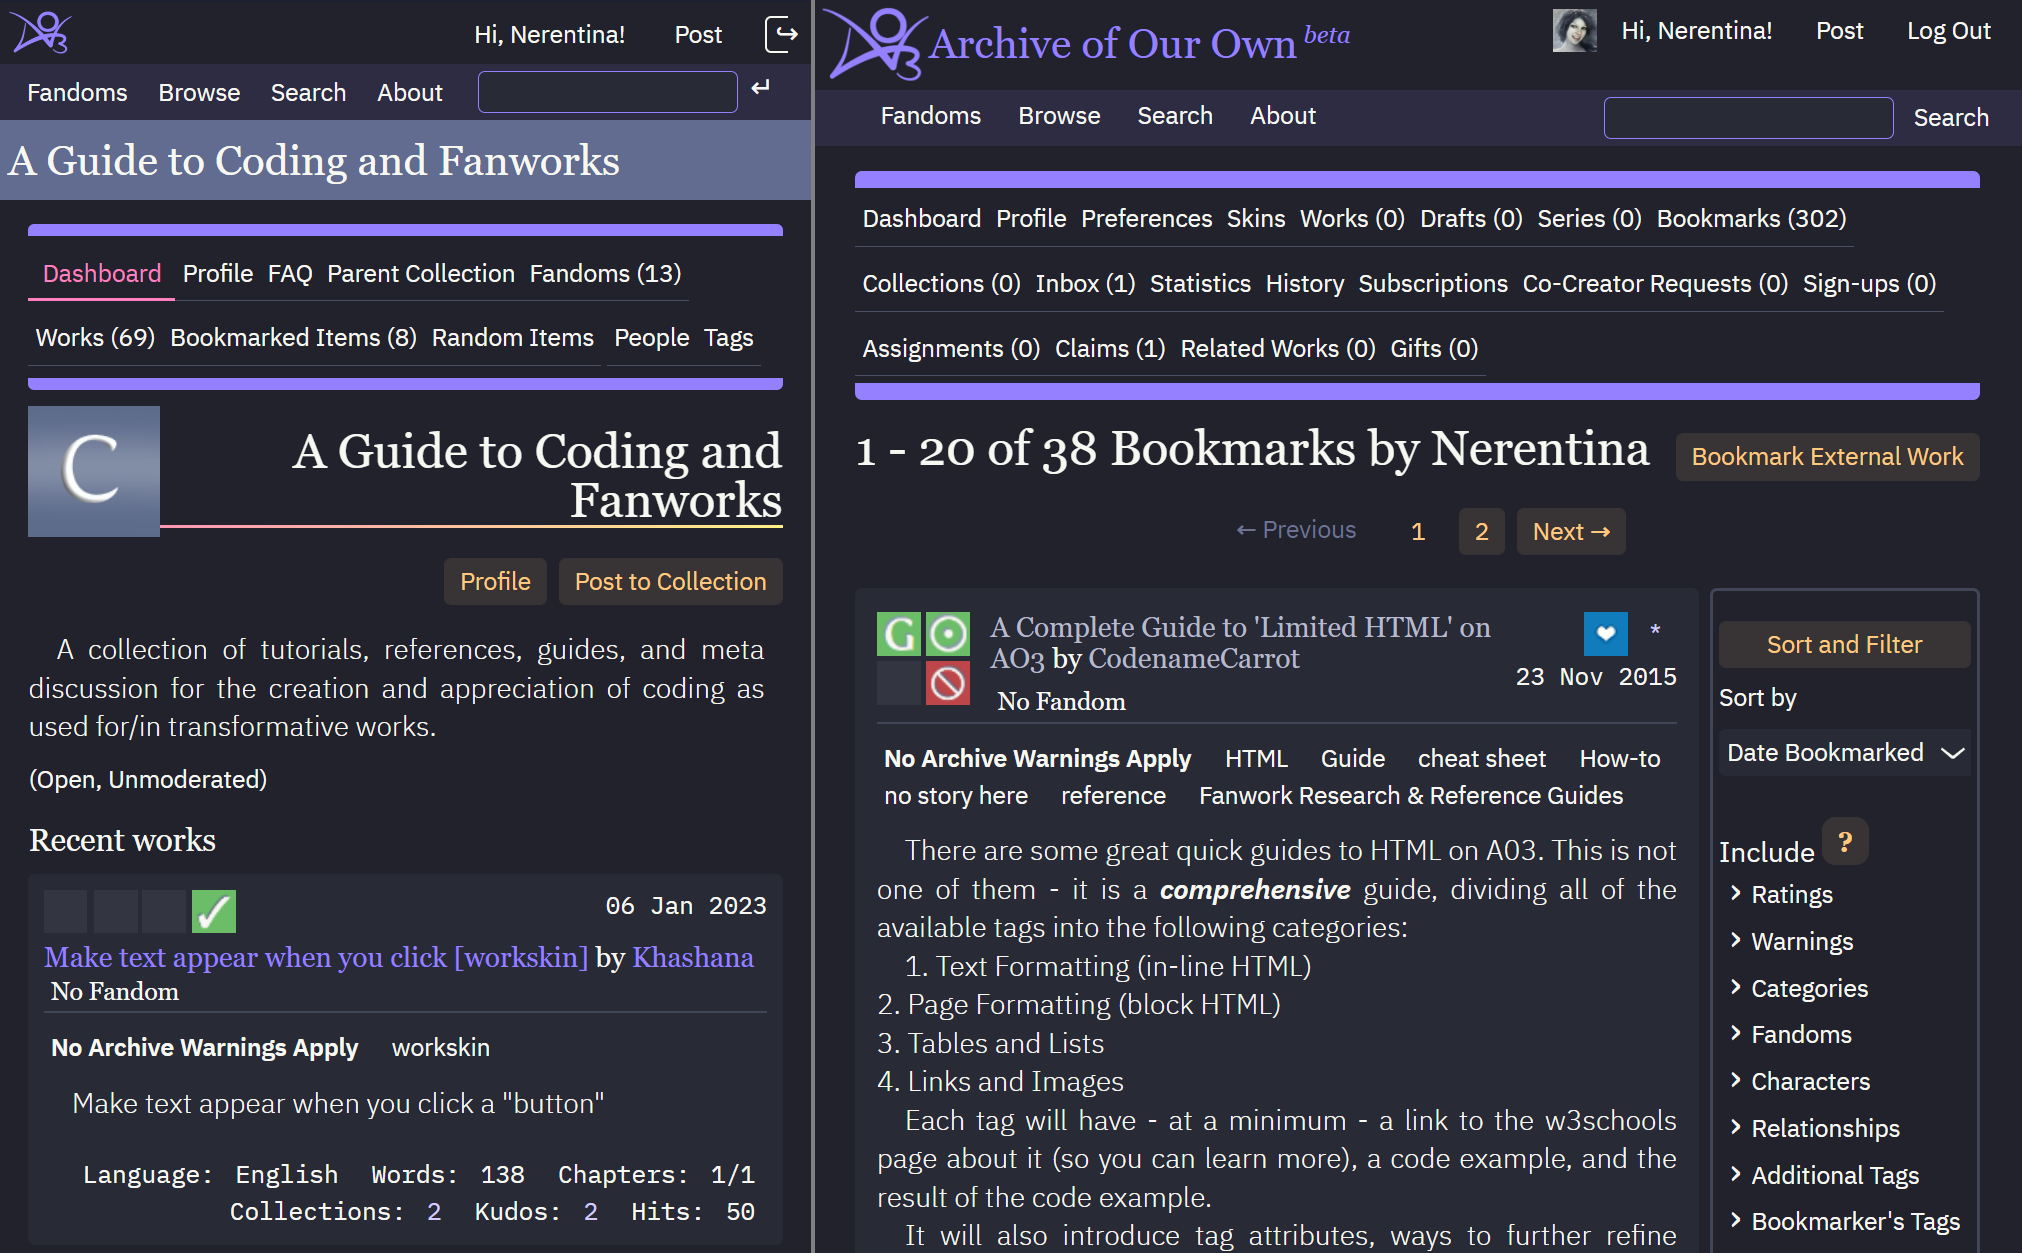 Hi, Nerentina! Post
Fandoms Browse Search About
A Guide to Coding and Fanworks
Dashboard Profile FAQ Parent Collection Fandoms (13)
Works (69) Bookmarked Items (8) Random Items People Tags
C
A Guide to Coding and
Fanworks
Profile Post to Collection
A collection of tutorials, references, guides, and meta
discussion for the creation and appreciation of coding as
used for/in transformative works.
(Open, Unmoderated)
Recent works
06 Jan 2023
Make text appear when you click [workskin] by Khashana
No Fandom
No Archive Warnings Apply workskin
Make text appear when you click a "button"
Language: English Words: 138 Chapters: 1/1
Collections: 2 Kudos: 2 Hits: 50
Archive of Our Own beta
Hi, Nerentina! Post Log Out
Fandoms Browse Search About Search
Dashboard Profile Preferences Skins Works (0) Drafts (0) Series (0) Bookmarks (302)
Collections (0) Inbox (1) Statistics History Subscriptions Co-Creator Requests (0) Sign-ups (0)
Assignments (0) Claims (1) Related Works (0) Gifts (0)
1 - 20 of 38 Bookmarks by Nerentina
Bookmark External Work
← Previous 1 2 Next →
G
A Complete Guide to 'Limited HTML' on
AO3 by CodenameCarrot
No Fandom
*
23 Nov 2015
No Archive Warnings Apply HTML Guide cheat sheet How-to
no story here reference Fanwork Research & Reference Guides
There are some great quick guides to HTML on A03. This is not
one of them - it is a comprehensive guide, dividing all of the
available tags into the following categories:
1. Text Formatting (in-line HTML)
2. Page Formatting (block HTML)
3. Tables and Lists
4. Links and Images
Each tag will have - at a minimum - a link to the w3schools
page about it (so you can learn more), a code example, and the
result of the code example.
It will also introduce tag attributes, ways to further refine
Sort and Filter
Sort by
Date Bookmarked
Include ?
Ratings
Warnings
Categories
Fandoms
Characters
Relationships
Additional Tags
Bookmarker's Tags